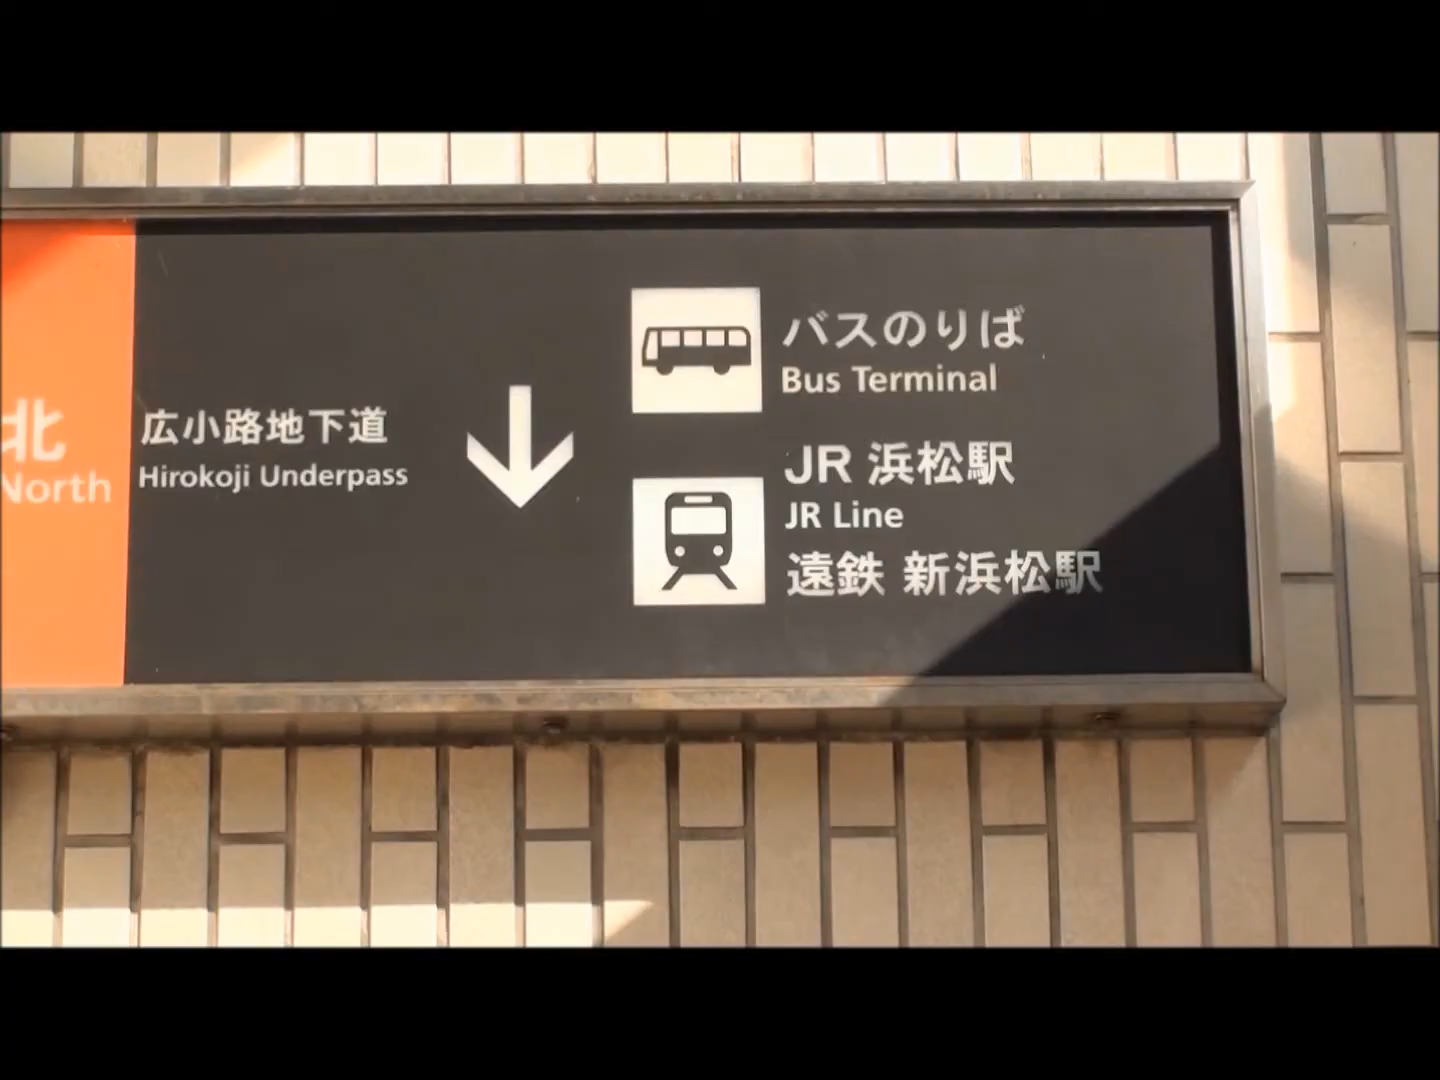 北
North
広小路地下道
Hirokoji Underpass
バスのりば
Bus Terminal
JR 浜松駅
JR Line
遠鉄 新浜松駅